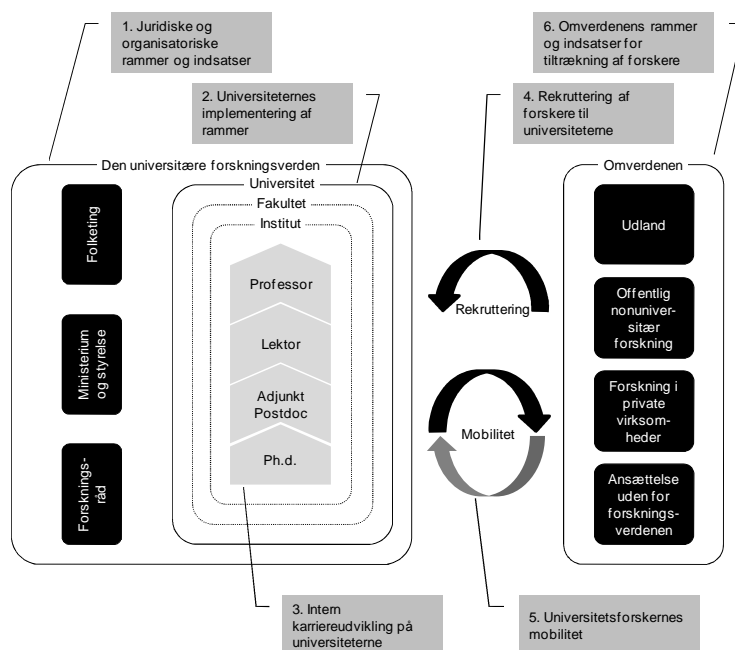 1. Juridiske og
organisatoriske
rammer og indsatser
6. Omverdenens rammer
og indsatser for
tiltrækning af forskere
2. Universiteternes
implementering af
rammer
4. Rekruttering af
forskere til
universiteterne
Den universitære forskningsverden
Universitet
Fakultet
Institut
Folketing
Ministerium
og styrelse
Forsknings-
råd
Professor
Lektor
Adjunkt
Postdoc
Ph.d.
Rekruttering
Mobilitet
Omverdenen
Udland
Offentlig
nonuniver-
sitær
forskning
Forskning i
private
virksom-
heder
Ansættelse
uden for
forsknings-
verdenen
3. Intern
karriereudvikling på
universiteterne
5. Universitetsforskernes
mobilitet